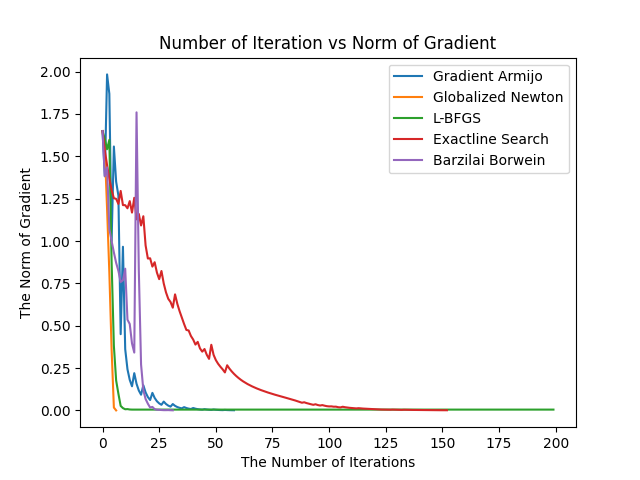 Number of Iteration vs Norm of Gradient
Gradient Armijo
Globalized Newton
L-BFGS
Exactline Search
Barzilai Borwein
The Norm of Gradient
2.00
1.75
1.50
1.25
1.00
0.75
0.50
0.25
0.00
0 25 50 75 100 125 150 175 200
The Number of Iterations